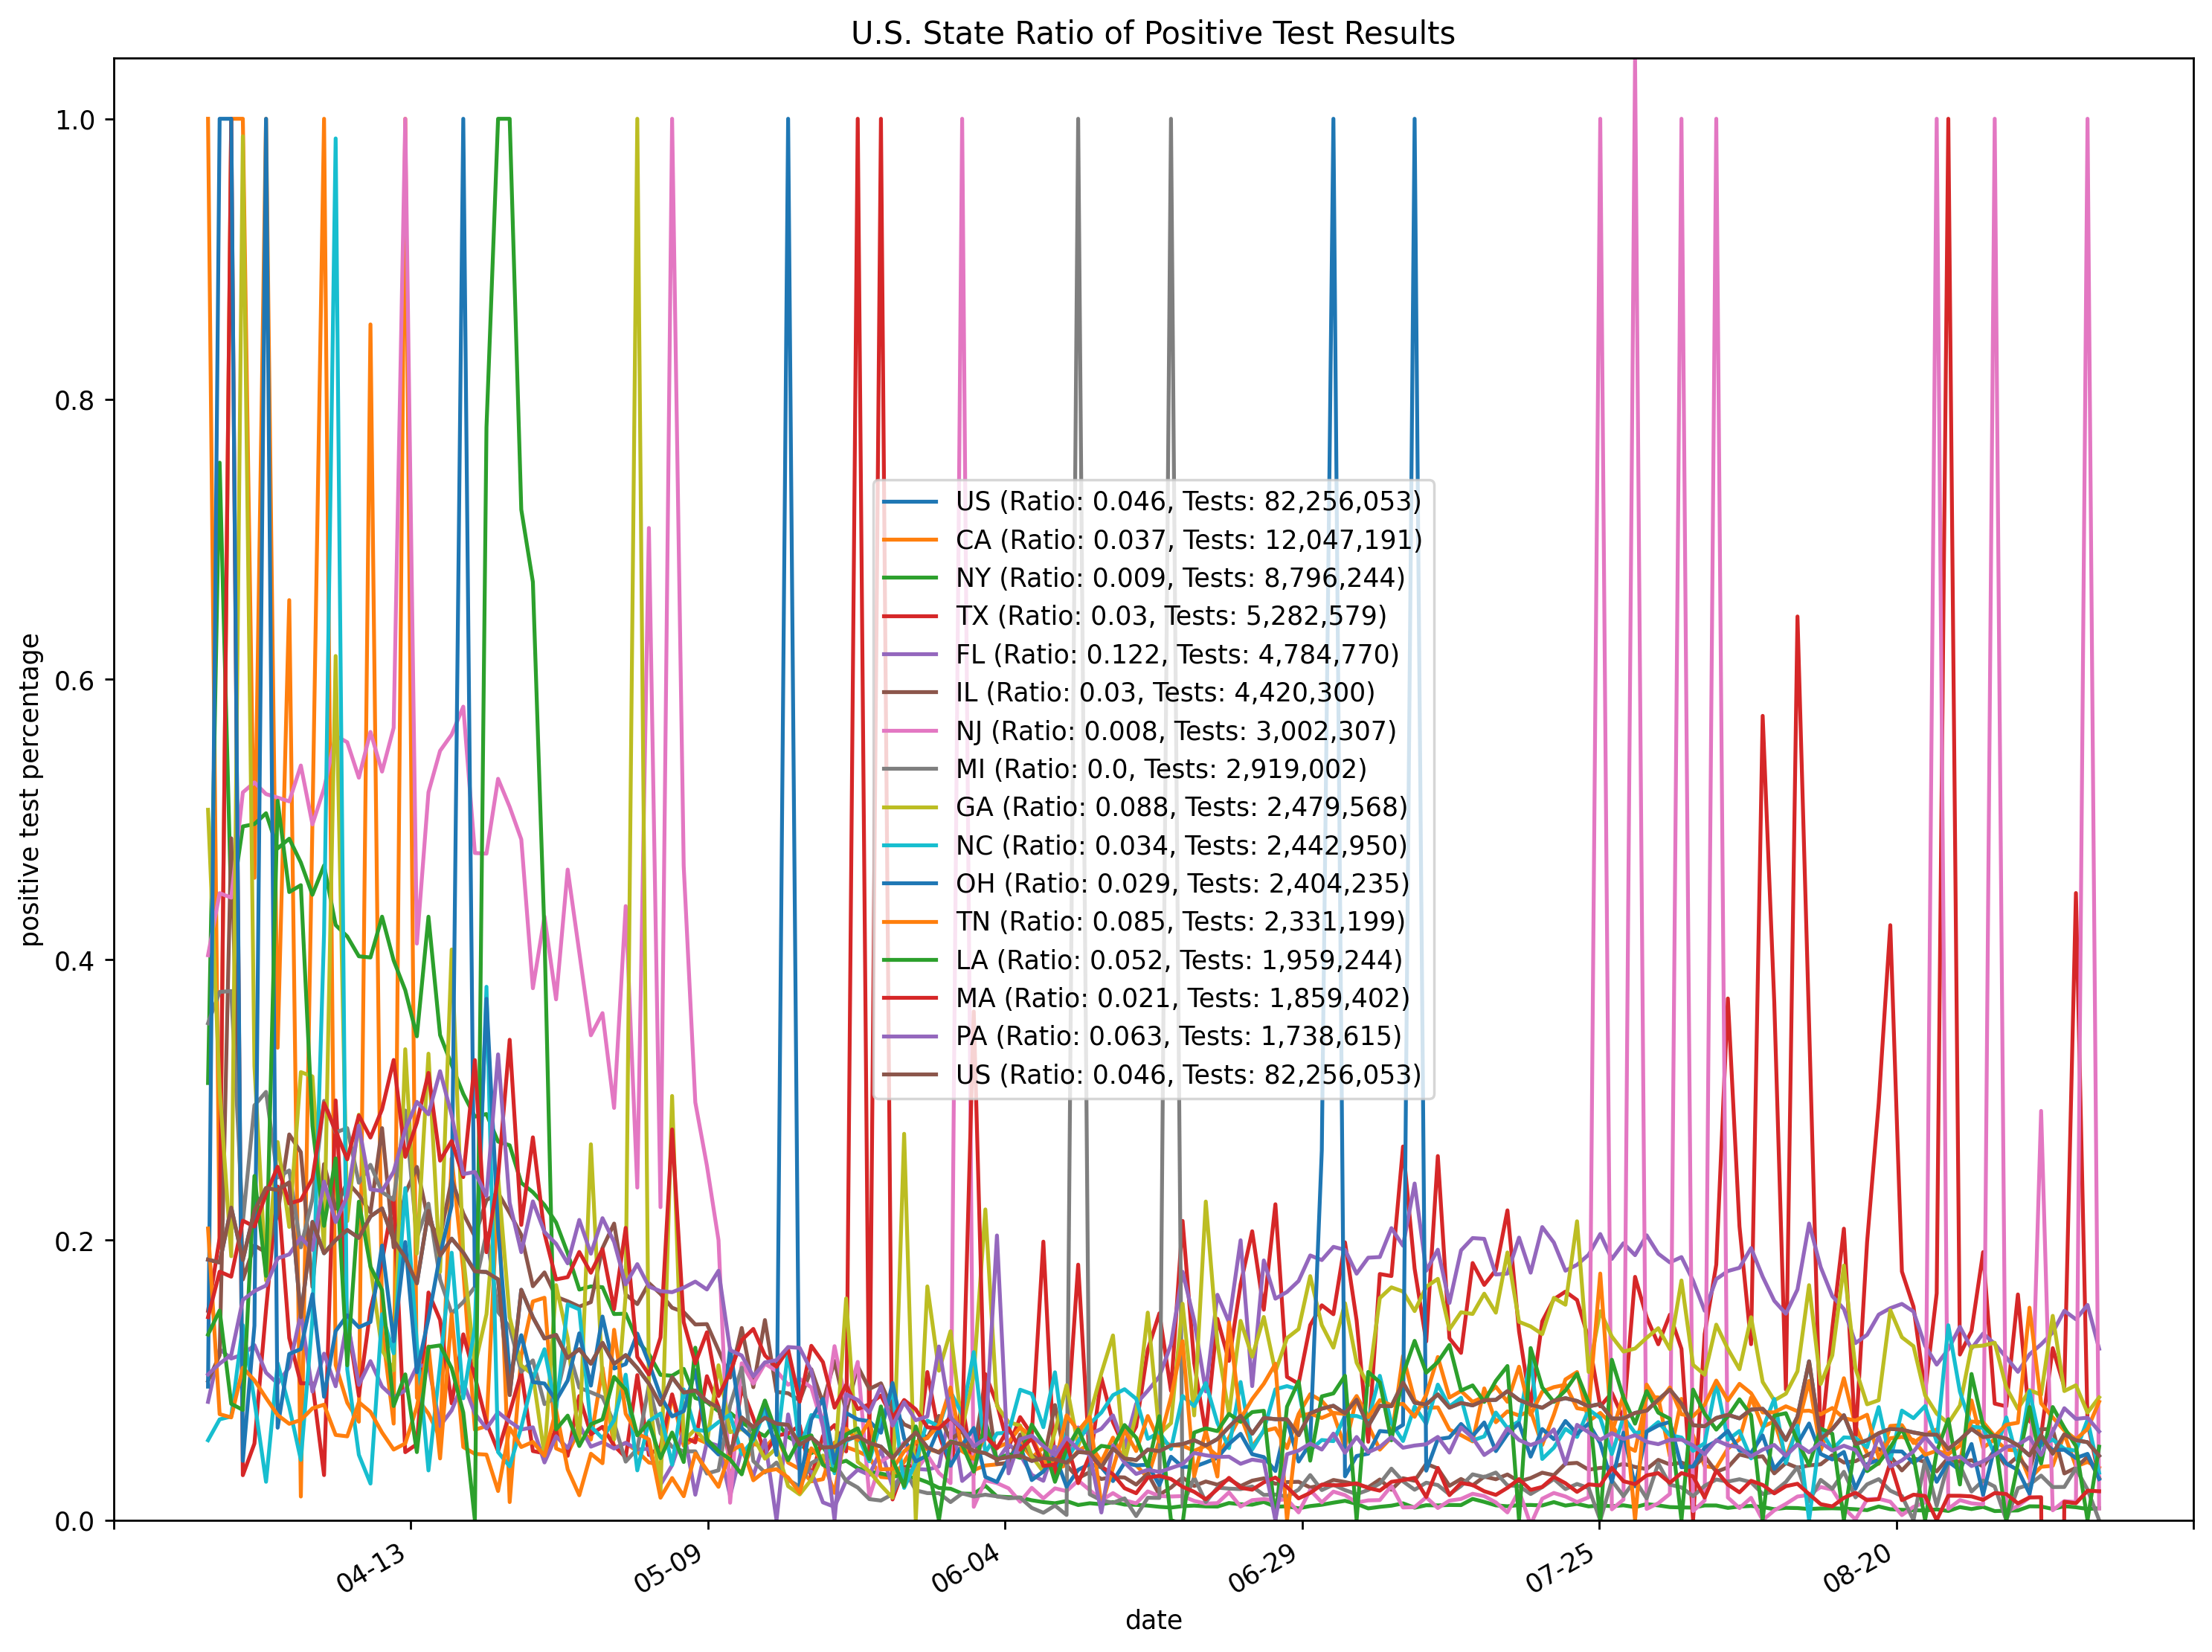 U.S. State Ratio of Positive Test Results
positive test percentage
1.0
0.8
0.6
0.4
0.2
0.0
US (Ratio: 0.046, Tests: 82,256,053)
CA (Ratio: 0.037, Tests: 12,047,191)
NY (Ratio: 0.009, Tests: 8,796,244)
TX (Ratio: 0.03, Tests: 5,282,579)
FL (Ratio: 0.122, Tests: 4,784,770)
IL (Ratio: 0.03, Tests: 4,420,300)
NJ (Ratio: 0.008, Tests: 3,002,307)
MI (Ratio: 0.0, Tests: 2,919,002)
GA (Ratio: 0.088, Tests: 2,479,568)
NC (Ratio: 0.034, Tests: 2,442,950)
OH (Ratio: 0.029, Tests: 2,404,235)
TN (Ratio: 0.085, Tests: 2,331,199)
LA (Ratio: 0.052, Tests: 1,959,244)
MA (Ratio: 0.021, Tests: 1,859,402)
PA (Ratio: 0.063, Tests: 1,738,615)
US (Ratio: 0.046, Tests: 82,256,053)
04-13
05-09
06-04
06-29
07-25
08-20
date